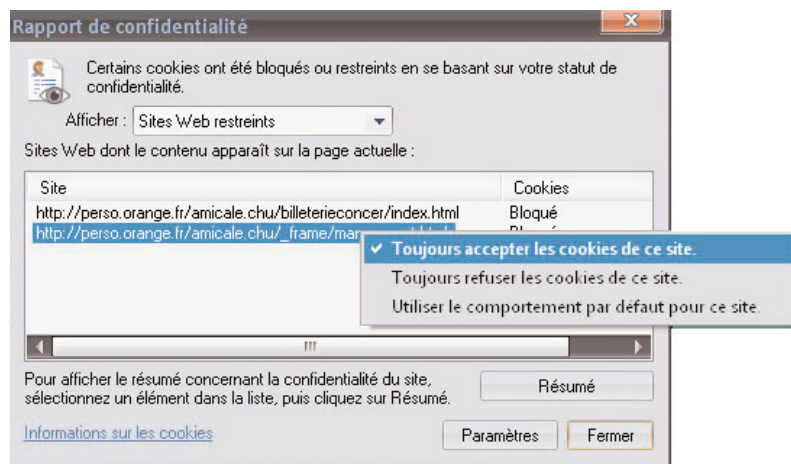 Rapport de confidentialité
Certains cookies ont été bloqués ou restreints en se basant sur votre statut de
confidentialité.
Afficher : Sites Web restreints
Sites Web dont le contenu apparaît sur la page actuelle :
Site Cookies
http://perso.orange.fr/amicale.chu/billeterieconcer/index.html Bloqué
http://perso.orange.fr/amicale.chu/_frame/
Toujours accepter les cookies de ce site.
Toujours refuser les cookies de ce site.
Utiliser le comportement par défaut pour ce site.
Pour afficher le résumé concernant la confidentialité du site,
sélectionnez un élément dans la liste, puis cliquez sur Résumé.
Résumé
Informations sur les cookies
Paramètres Fermer